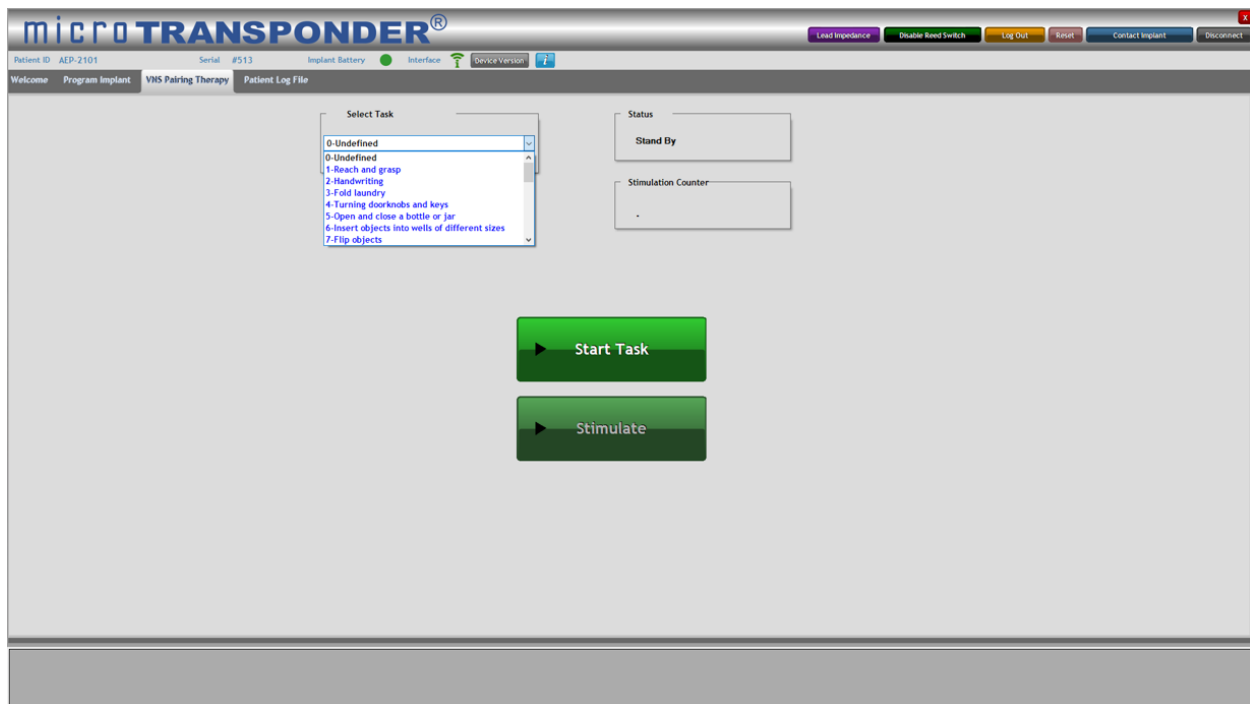 microTRANSPONDER®
X
Lead Impedance Disable Reed Switch Log Out Reset Contact Implant Disconnect
Patient ID AEP-2101 Serial #513 Implant Battery Interface Device Version i
Welcome Program Implant VNS Pairing Therapy Patient Log File
Select Task
0-Undefined
0-Undefined
1-Reach and grasp
2-Handwriting
3-Fold laundry
4-Turning doorknobs and keys
5-Open and close a bottle or jar
6-Insert objects into wells of different sizes
7-Flip objects
Status
Stand By
Stimulation Counter
-
Start Task
Stimulate